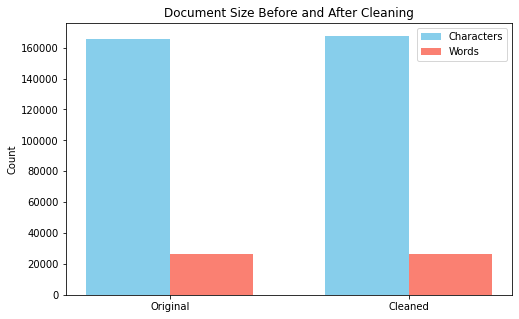 Document Size Before and After Cleaning
Characters
Words
Count
160000
140000
120000
100000
80000
60000
40000
20000
0
Original
Cleaned